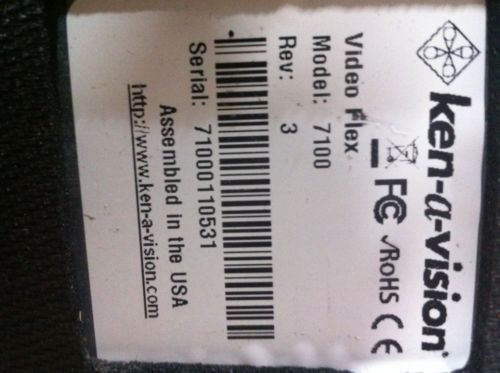 ken-a-vision®
FC √RoHS CE
Video Flex
Model: 7100
Rev: 3
Serial: 71000110531
Assembled in the USA
http://www.ken-a-vision.com